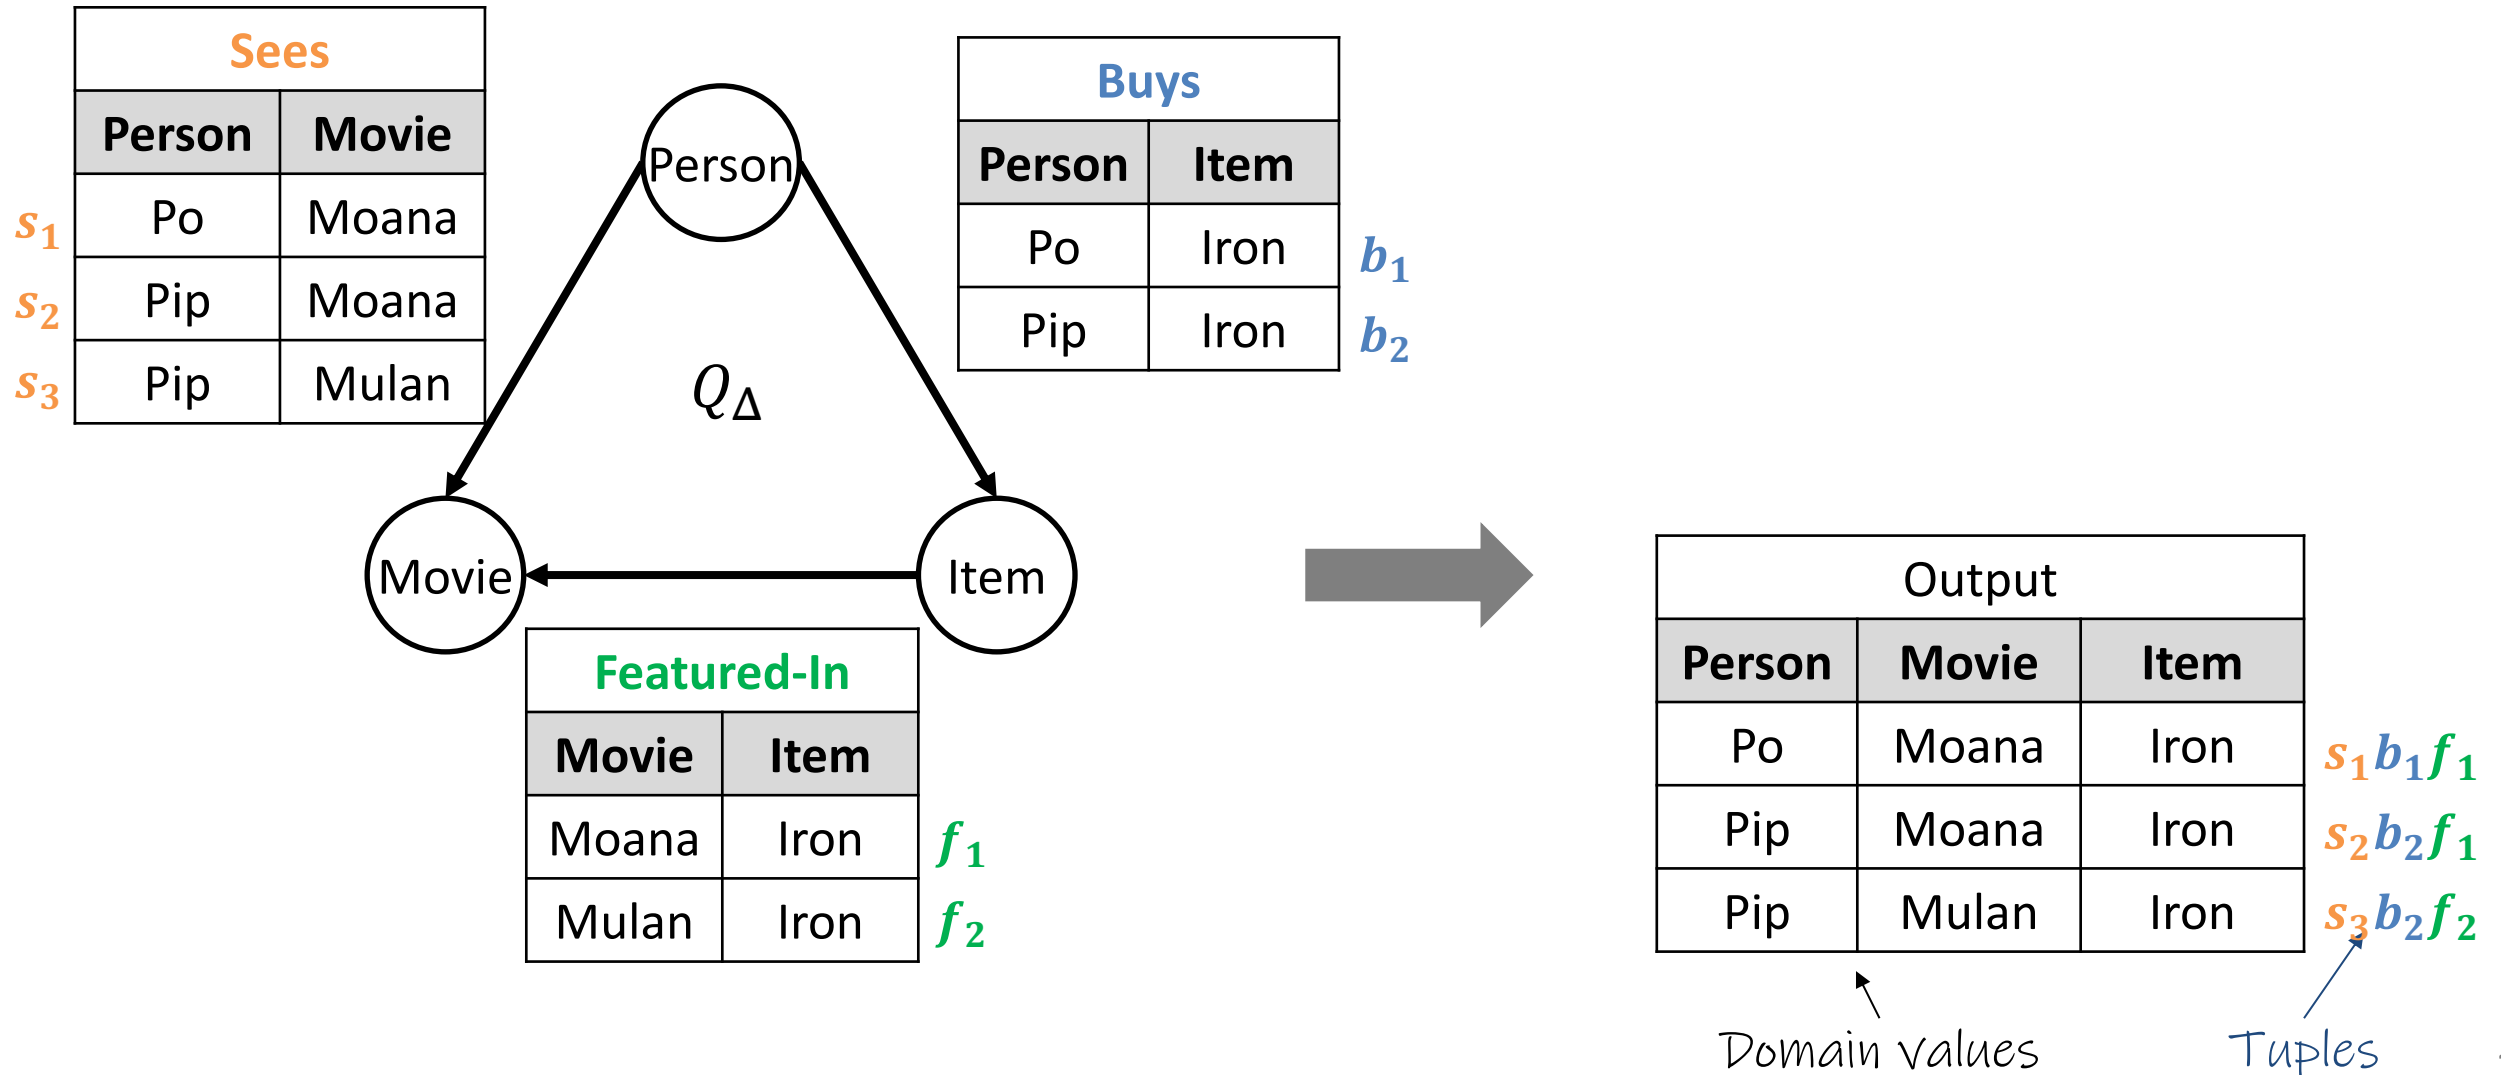 Sees
Person Movie
s1 Po Moana
s2 Pip Moana
s3 Pip Mulan
Person
Buys
Person Item
Po Iron b1
Pip Iron b2
QΔ
Movie
Item
Featured-In
Movie Item
Moana Iron f1
Mulan Iron f2
Output
Person Movie Item
Po Moana Iron s1b1f1
Pip Moana Iron s2b2f1
Pip Mulan Iron s3b2f2
Domain values
Tuples